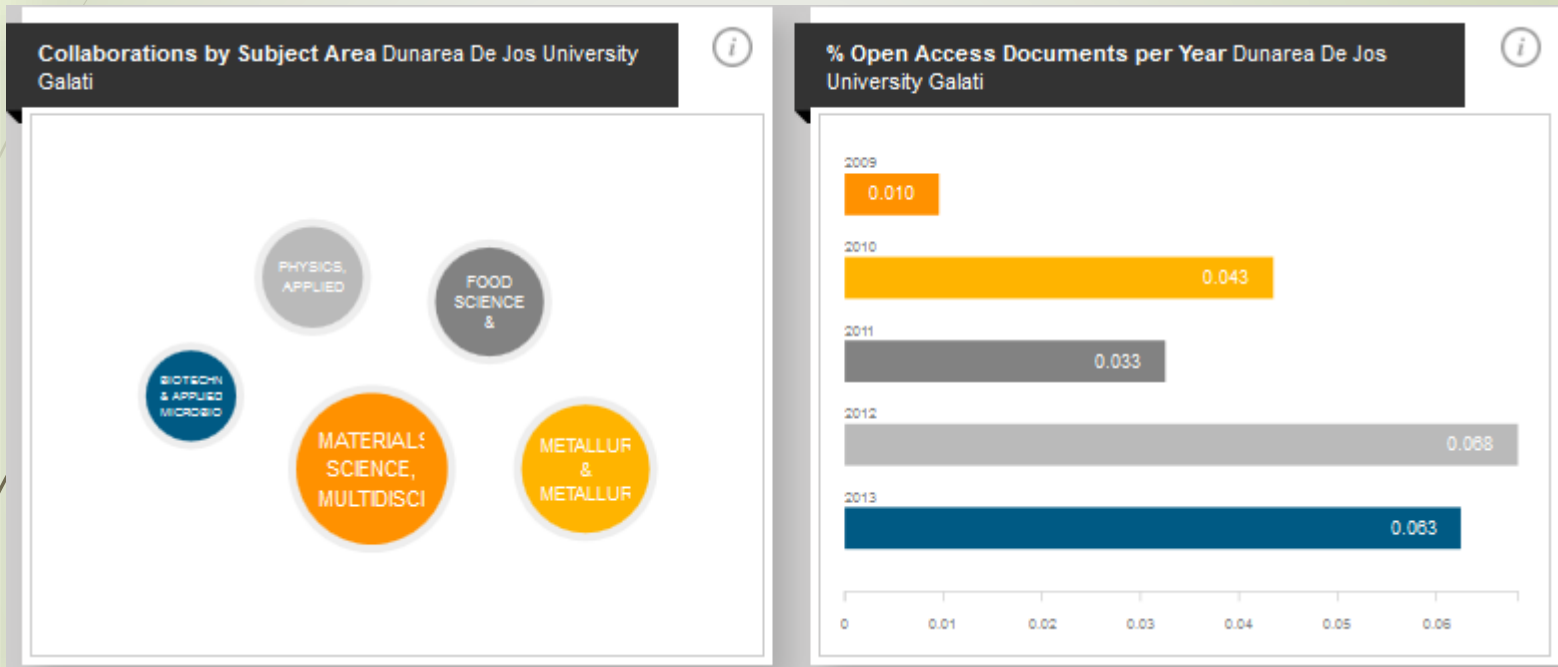 Collaborations by Subject Area Dunarea De Jos University
Galati
i
PHYSICS,
APPLIED
FOOD
SCIENCE
&
BIOTECHN
& APPLIED
MICROBIO
MATERIALS
SCIENCE,
MULTIDISCI
METALLUR
&
METALLUR
% Open Access Documents per Year Dunarea De Jos
University Galati
i
2009
0.010
2010
0.043
2011
0.033
2012
0.068
2013
0.063
0 0.01 0.02 0.03 0.04 0.05 0.06